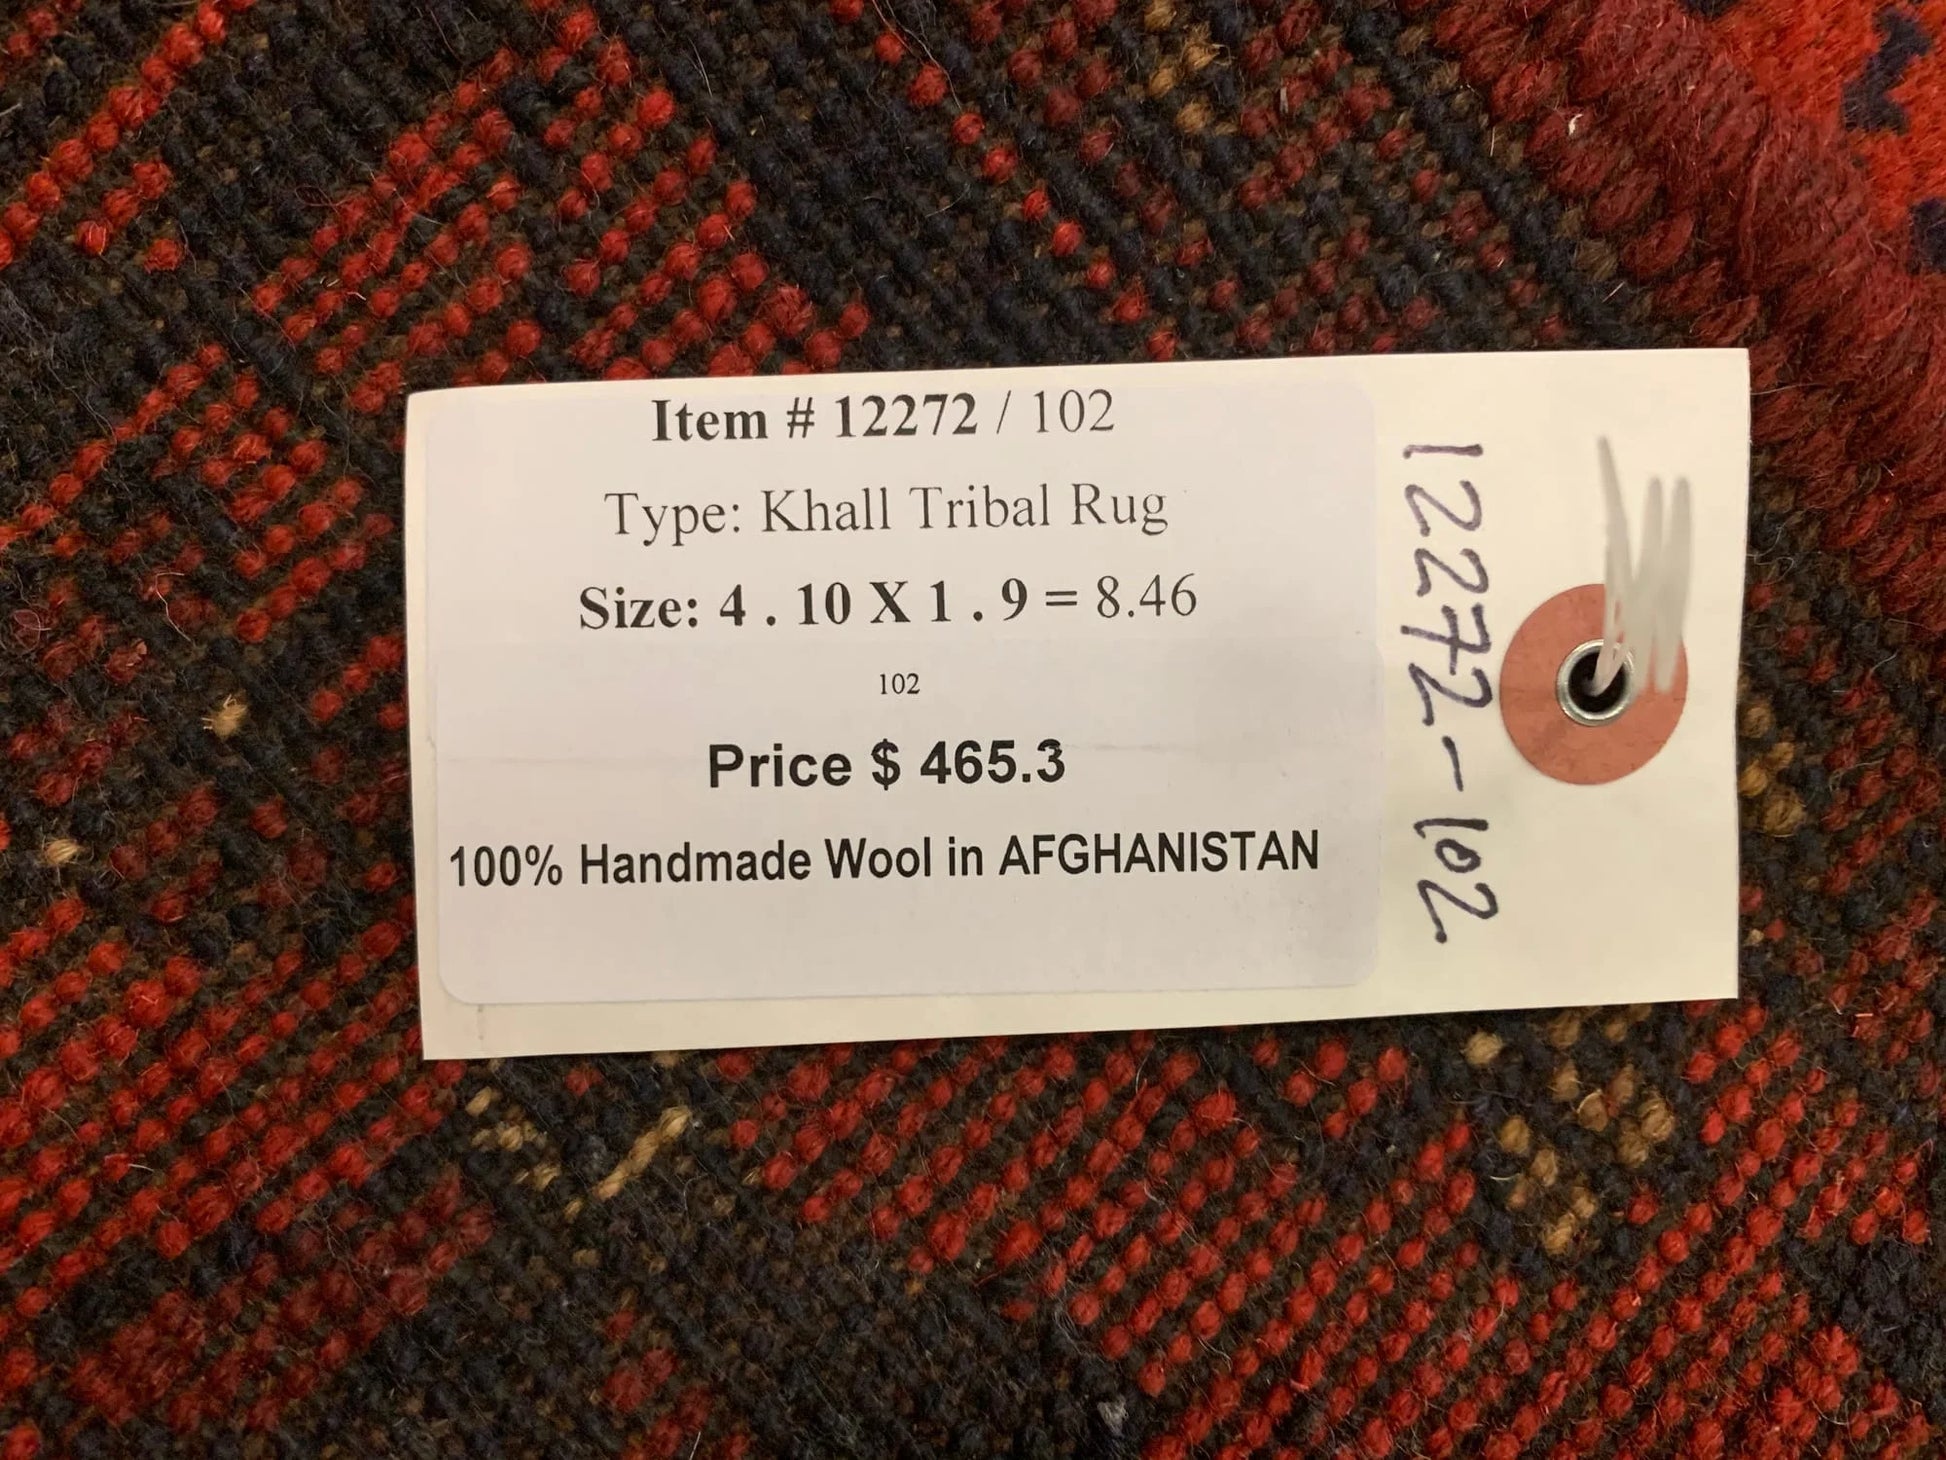 Item # 12272 / 102
Type: Khall Tribal Rug
Size: 4 . 10 X 1 . 9 = 8.46
102
Price $ 465.3
100% Handmade Wool in AFGHANISTAN
12272-102